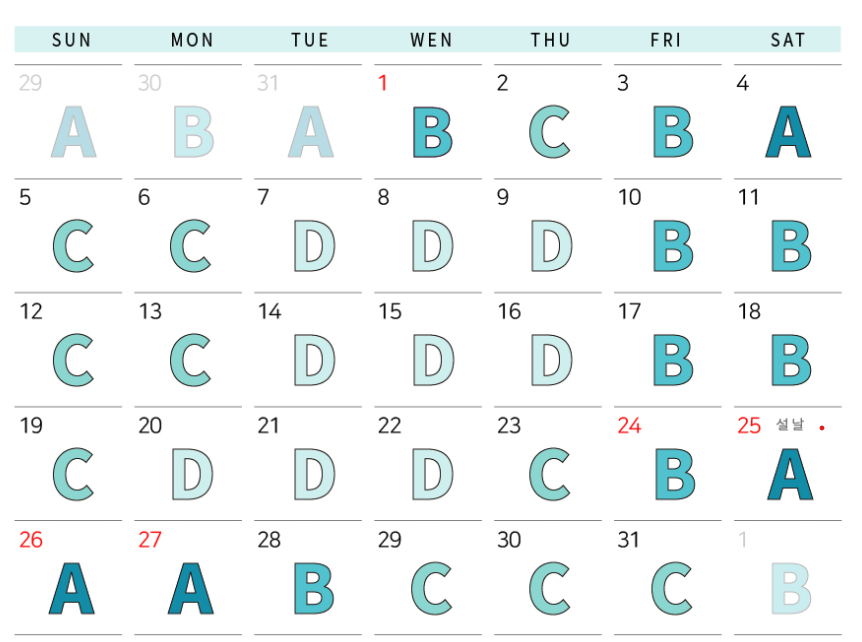 SUN MON TUE WEN THU FRI SAT
29 30 31 1 2 3 4
A B A B C B A
5 6 7 8 9 10 11
C C D D D B B
12 13 14 15 16 17 18
C C D D D B B
19 20 21 22 23 24 25 설날
C D D D C B A
26 27 28 29 30 31 1
A A B C C C B